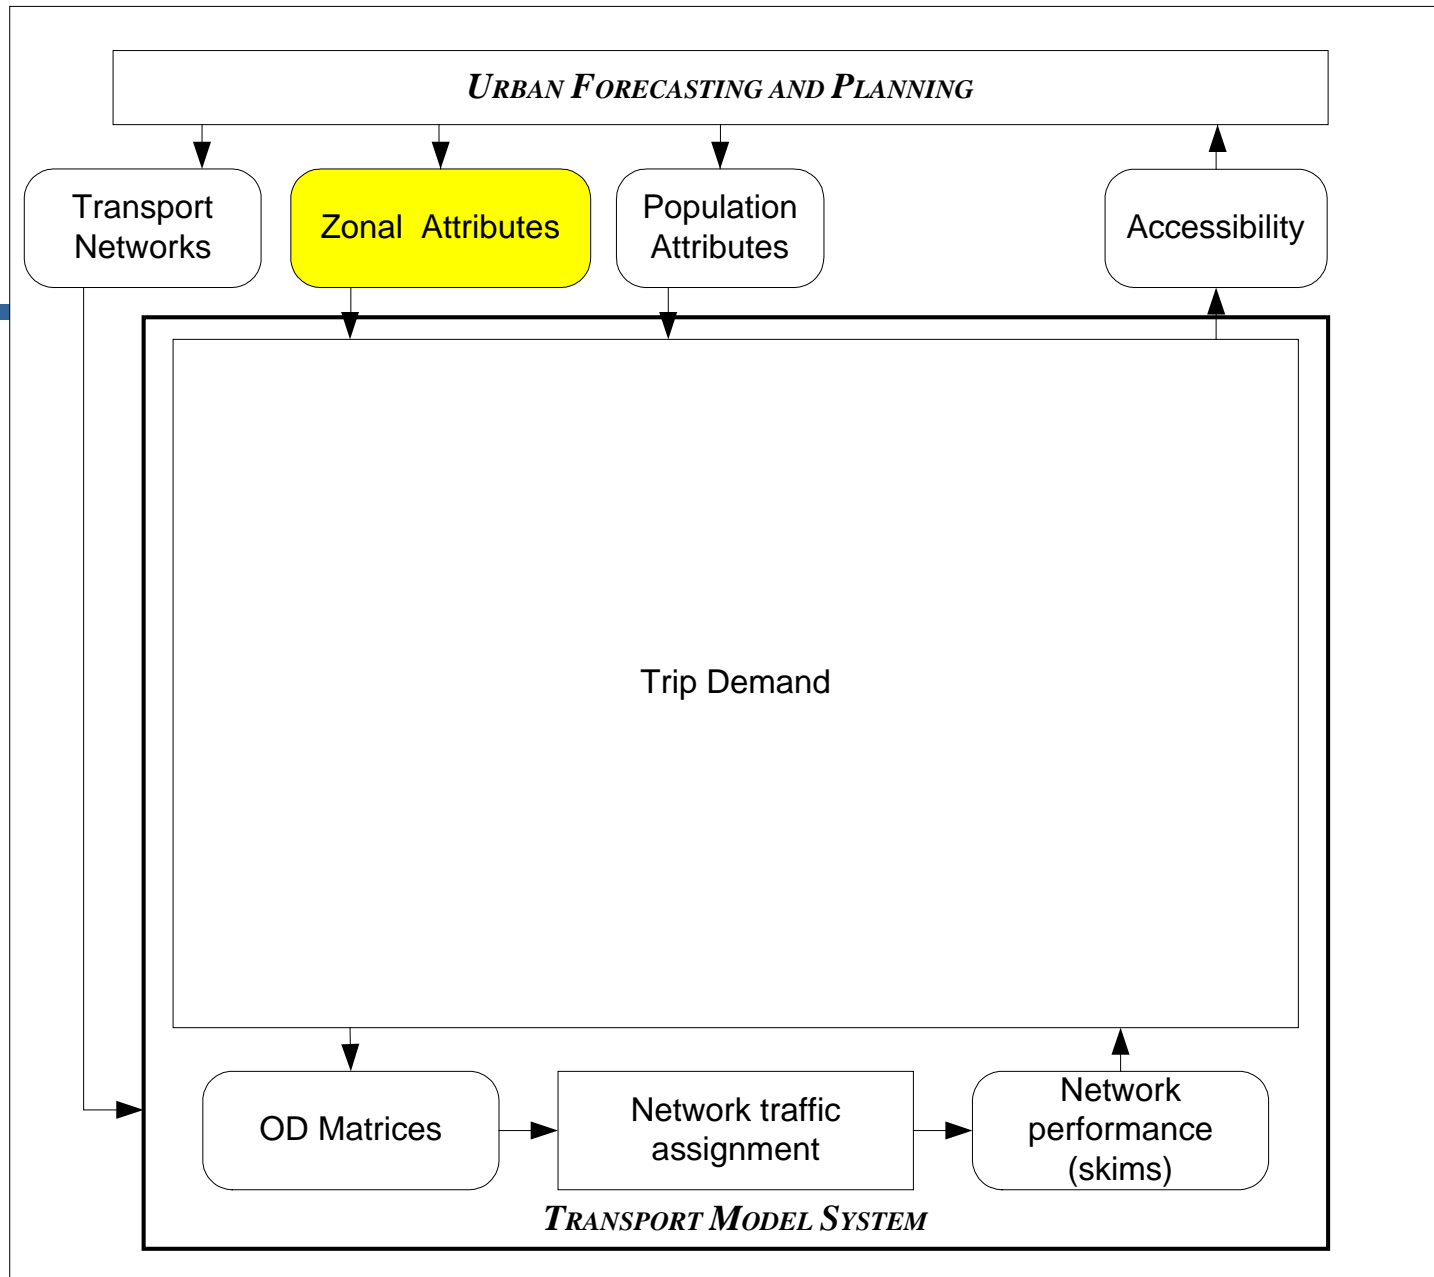 URBAN FORECASTING AND PLANNING
Transport
Networks
Zonal Attributes
Population
Attributes
Accessibility
Trip Demand
OD Matrices
Network traffic
assignment
Network
performance
(skims)
TRANSPORT MODEL SYSTEM